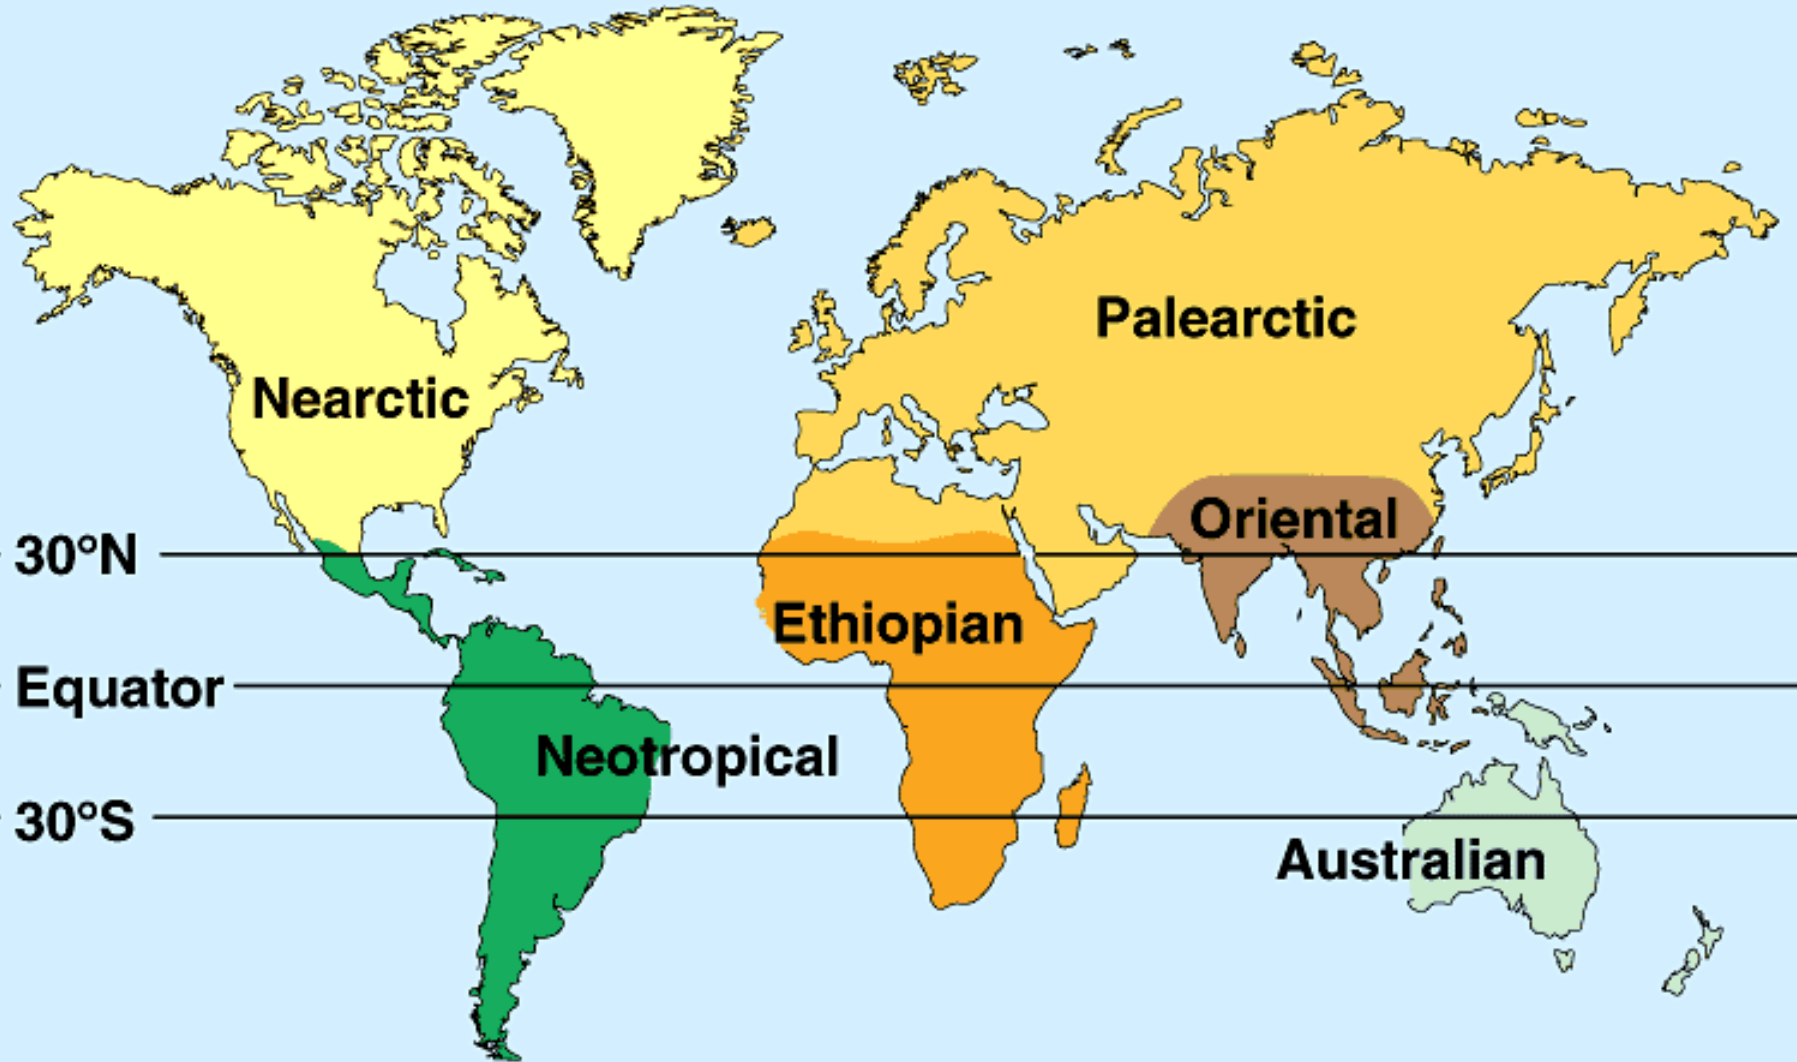 Palearctic
Nearctic
Oriental
30°N
Ethiopian
Equator
Neotropical
30°S
Australian